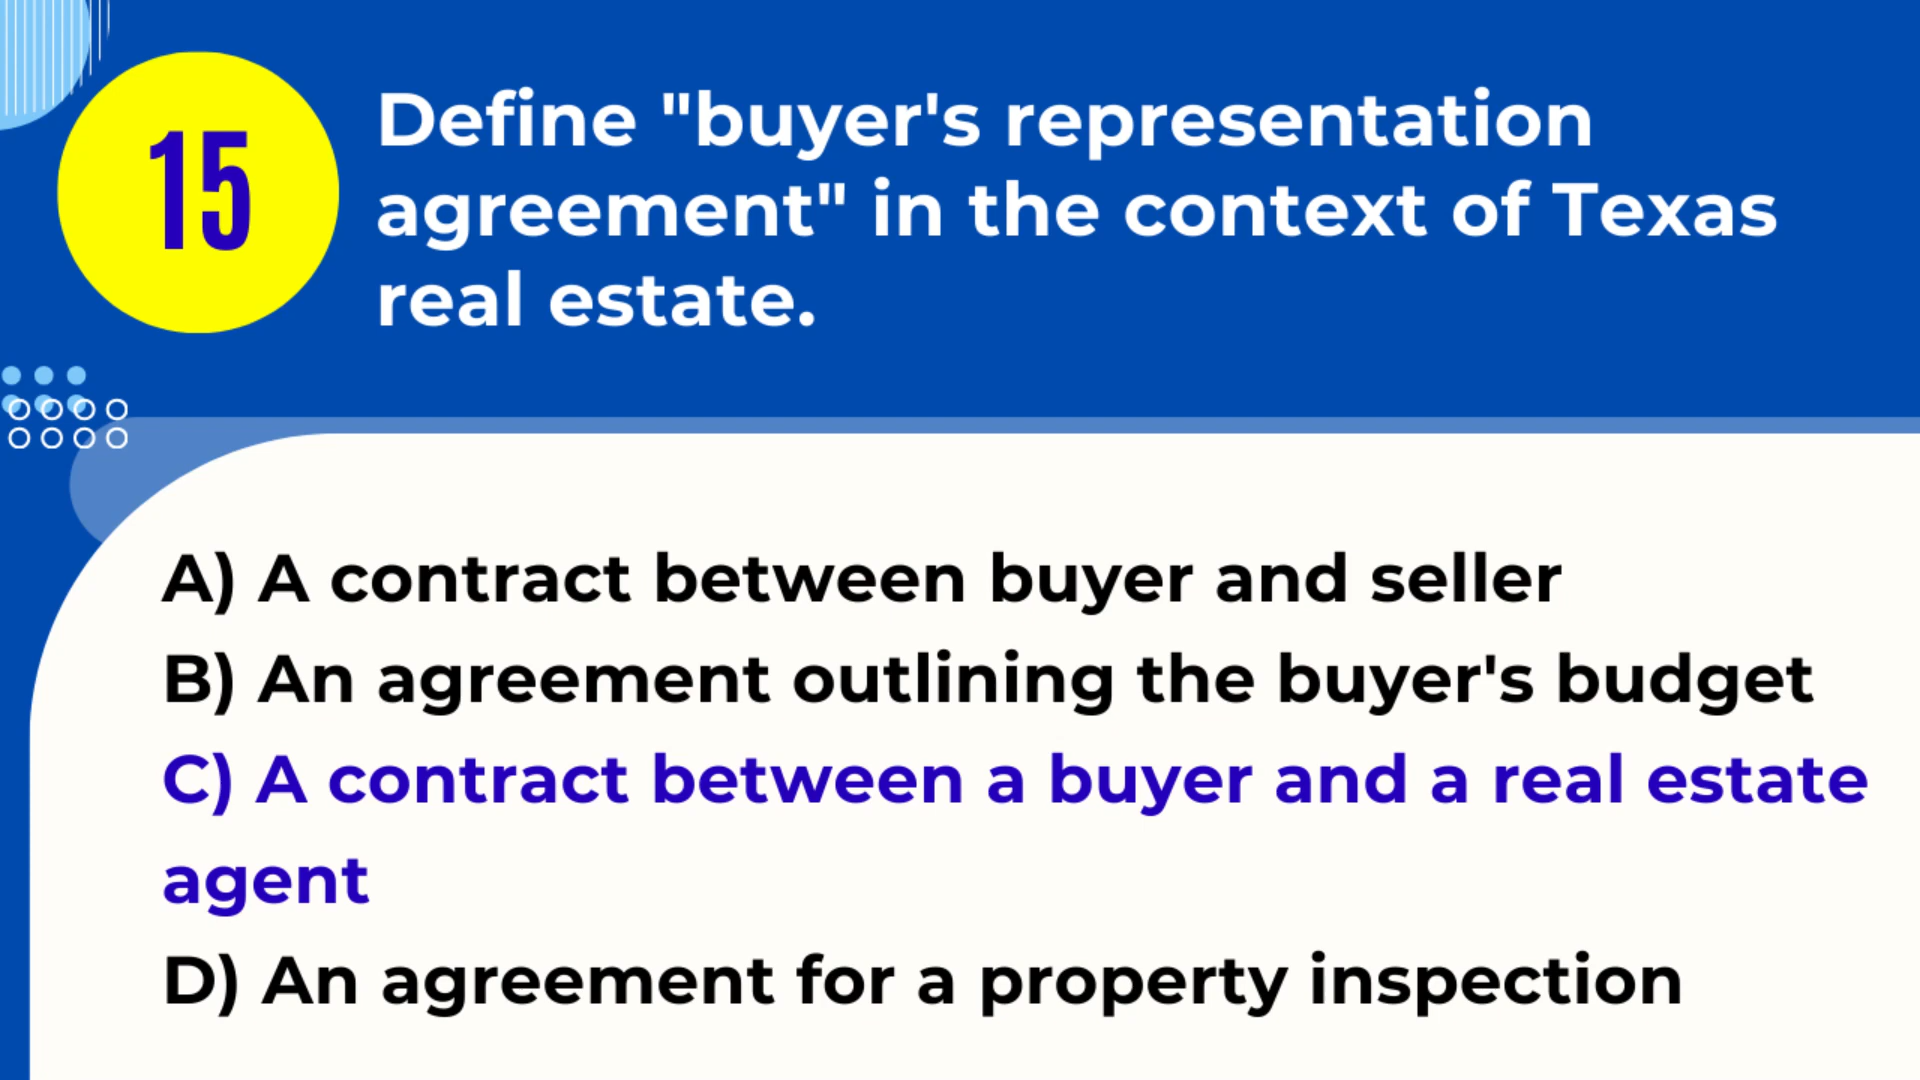 15
Define "buyer's representation
agreement" in the context of Texas
real estate.
A) A contract between buyer and seller
B) An agreement outlining the buyer's budget
C) A contract between a buyer and a real estate
agent
D) An agreement for a property inspection